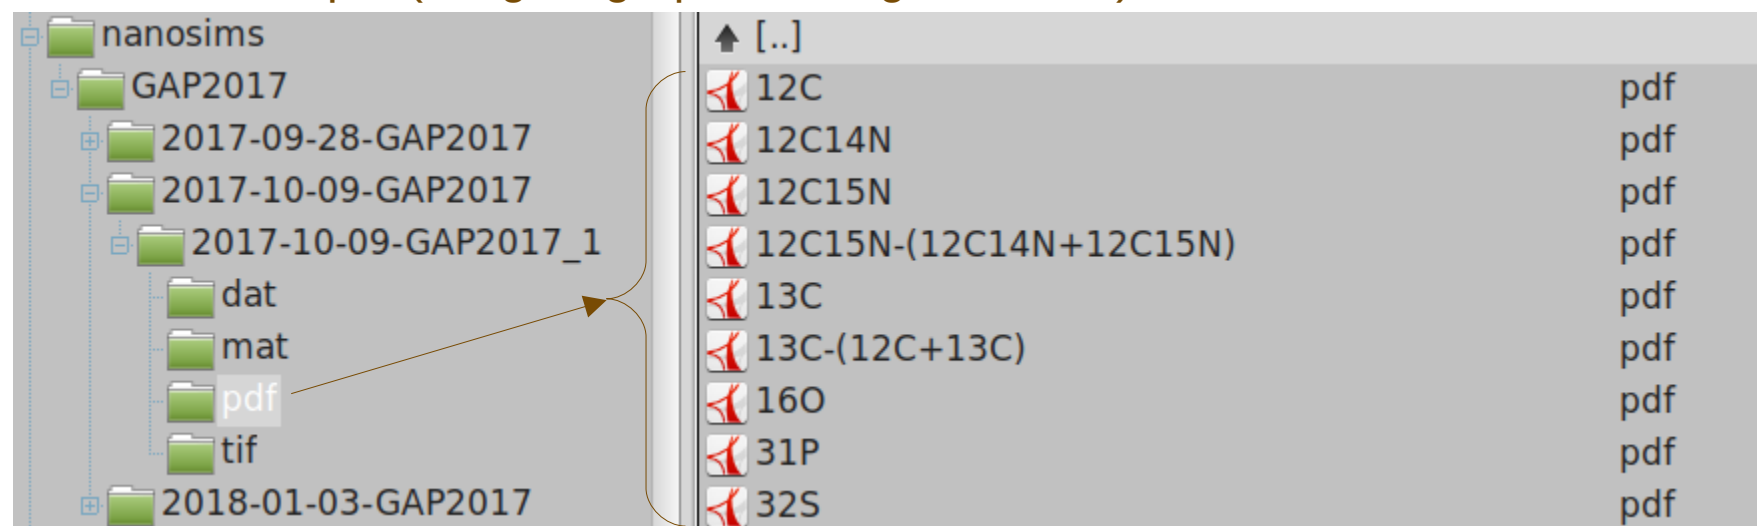 nanosims
GAP2017
2017-09-28-GAP2017
2017-10-09-GAP2017
2017-10-09-GAP2017_1
dat
mat
pdf
tif
2018-01-03-GAP2017
[..]
12C pdf
12C14N pdf
12C15N pdf
12C15N-(12C14N+12C15N) pdf
13C pdf
13C-(12C+13C) pdf
16O pdf
31P pdf
32S pdf